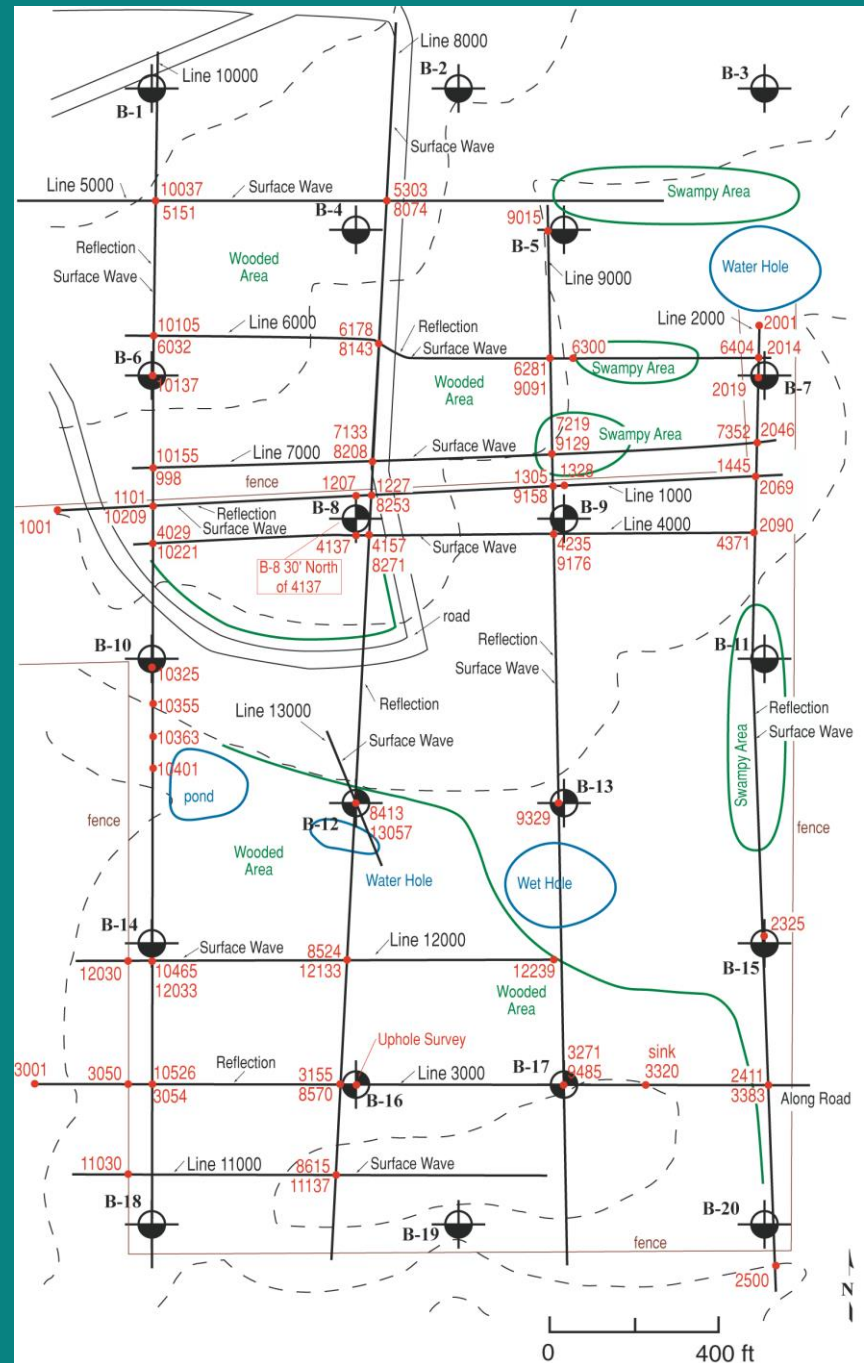 Line 8000
Line 10000
B-2
B-3
B-1
Surface Wave
Line 5000
10037
Surface Wave
5303
Swampy Area
5151
8074
B-4
9015
B-5
Reflection
Wooded
Area
Water Hole
Surface Wave
Line 9000
Line 2000
2001
10105
Line 6000
6178
Reflection
6032
8143
Surface Wave
6300
6404
2014
B-6
6281
Swampy Area
10137
Wooded
Area
9091
2019
B-7
7133
7219
10155
Line 7000
8208
Surface Wave
9129
Swampy Area
7352
2046
998
fence
1207
1305
1328
1445
1101
1227
9158
Line 1000
2069
1001
10209
Reflection
Surface Wave
B-8
8253
B-9
Line 4000
4029
4137
4157
Surface Wave
4235
4371
2090
10221
B-8 30' North
of 4137
8271
9176
road
B-10
Reflection
B-11
10325
Surface Wave
10355
Reflection
Reflection
Line 13000
Surface Wave
10363
Surface Wave
10401
pond
Swampy Area
B-13
fence
8413
9329
fence
B-12
13057
Wooded
Area
Water Hole
Wet Hole
B-14
2325
Surface Wave
8524
Line 12000
B-15
12030
10465
12133
12239
12033
Wooded
Area
Uphole Survey
3271
sink
3001
3050
10526
Reflection
3155
Line 3000
B-17
9485
3320
2411
3054
8570
B-16
3383
Along Road
11030
Line 11000
8615
Surface Wave
11137
B-18
B-19
B-20
fence
2500
N
0
400 ft